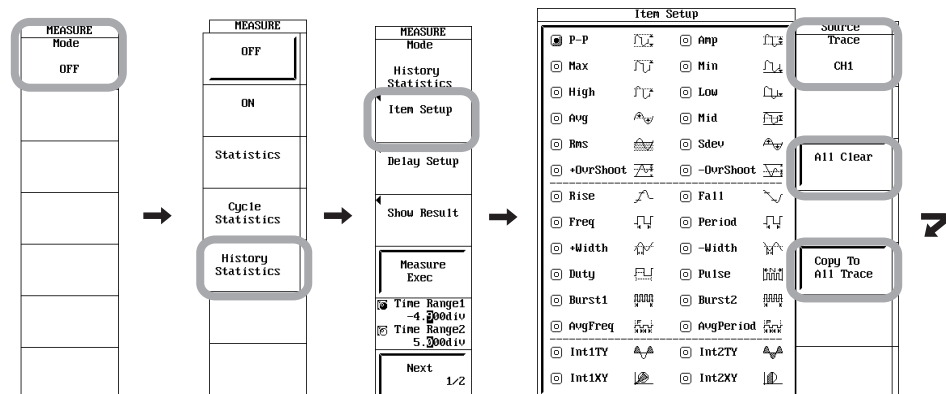 MEASURE
Mode
OFF
MEASURE
OFF
ON
Statistics
Cycle
Statistics
History
Statistics
MEASURE
Mode
History
Statistics
Item Setup
Delay Setup
Show Result
Measure
Exec
Time Range1
-4.00div
Time Range2
5.00div
Next
1/2
Item Setup
P-P Amp
Max Min
High Low
Avg Mid
Rms Sdev
+OvrShoot -OvrShoot
Rise Fall
Freq Period
+Width -Width
Duty Pulse
Burst1 Burst2
AvgFreq AvgPeriod
Int1TY Int2TY
Int1XY Int2XY
Source
Trace
CH1
All Clear
Copy To
All Trace